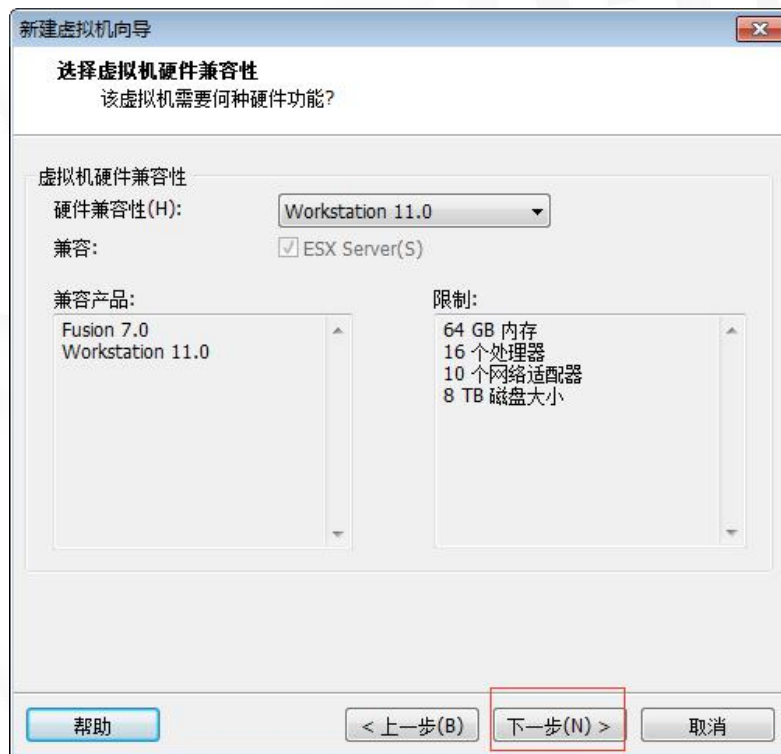 新建虚拟机向导
选择虚拟机硬件兼容性
该虚拟机需要何种硬件功能?
虚拟机硬件兼容性
硬件兼容性(H): Workstation 11.0
兼容: ESX Server(S)
兼容产品:
Fusion 7.0
Workstation 11.0
限制:
64 GB 内存
16 个处理器
10 个网络适配器
8 TB 磁盘大小
帮助 < 上一步(B) 下一步(N) > 取消